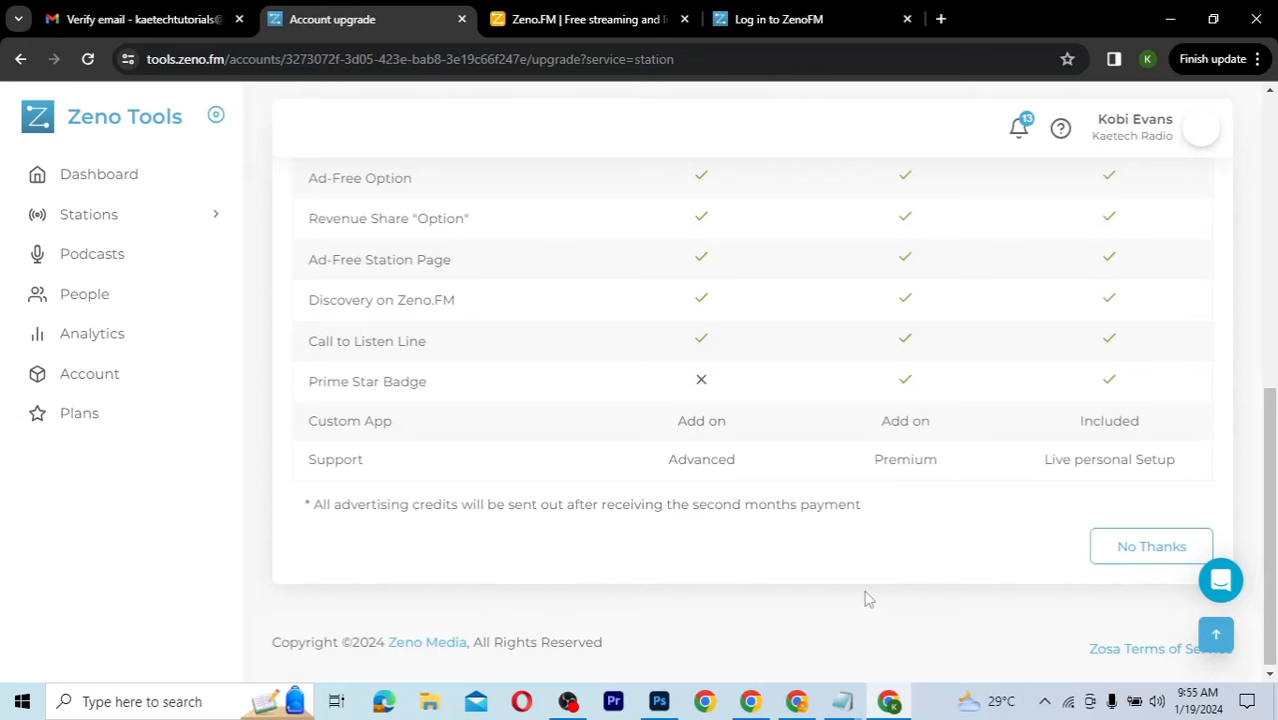 Verify email - kaetechtutorials@
Account upgrade
Zeno.FM | Free streaming and l
Log in to ZenoFM
tools.zeno.fm/accounts/3273072f-3d05-423e-bab8-3e19c66f247e/upgrade?service=station
K
Finish update
Zeno Tools
13
Kobi Evans
Kaetech Radio
Dashboard
Stations
Podcasts
People
Analytics
Account
Plans
Ad-Free Option
Revenue Share "Option"
Ad-Free Station Page
Discovery on Zeno.FM
Call to Listen Line
Prime Star Badge
Custom App Add on Add on Included
Support Advanced Premium Live personal Setup
* All advertising credits will be sent out after receiving the second months payment
No Thanks
Copyright ©2024 Zeno Media, All Rights Reserved
Zosa Terms of Service
Type here to search
Pr
Ps
29°C
9:55 AM
1/19/2024